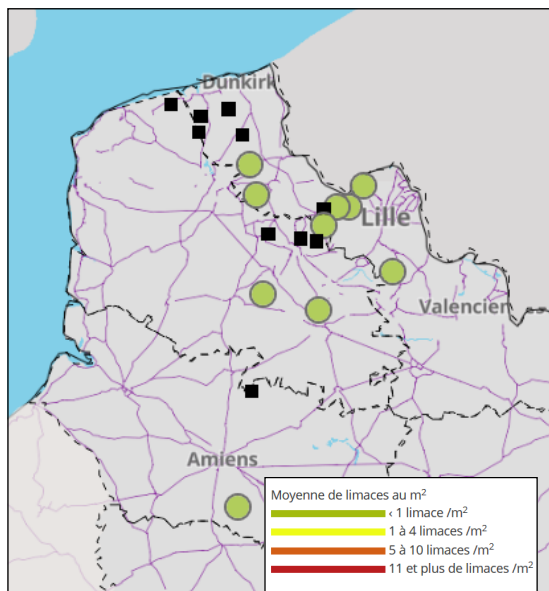 Dunkirk
Lille
Valencien es
Amiens
Moyenne de limaces au m²
‹ 1 limace /m²
1 à 4 limaces /m²
5 à 10 limaces /m²
11 et plus de limaces /m²